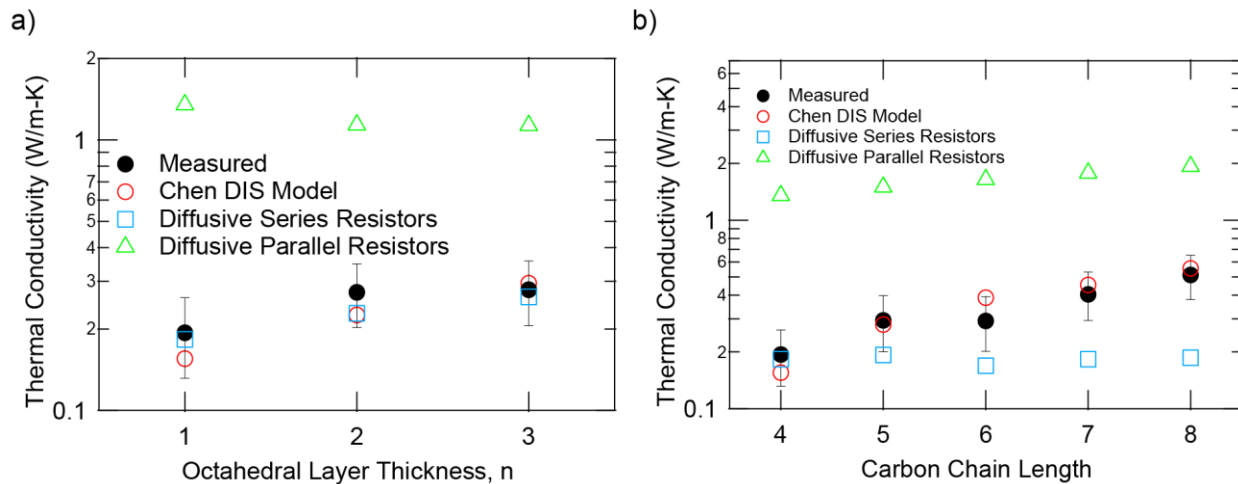 a)
Thermal Conductivity (W/m-K)
2
1
7
6
5
4
3
2
0.1
Measured
Chen DIS Model
Diffusive Series Resistors
Diffusive Parallel Resistors
1 2 3
Octahedral Layer Thickness, n
b)
Thermal Conductivity (W/m-K)
6
4
2
1
8
6
4
2
0.1
Measured
Chen DIS Model
Diffusive Series Resistors
Diffusive Parallel Resistors
4 5 6 7 8
Carbon Chain Length